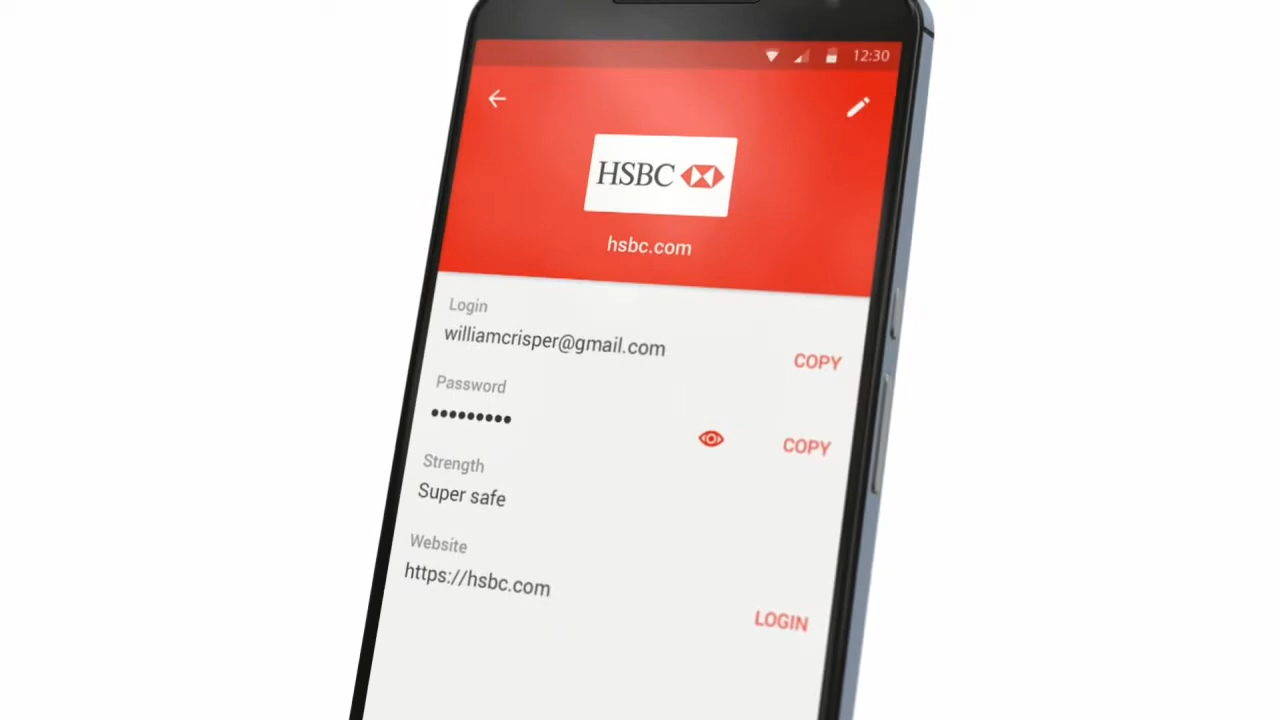 12:30
HSBC
hsbc.com
Login
williamcrisper@gmail.com
COPY
Password
•••••••••
COPY
Strength
Super safe
Website
https://hsbc.com
LOGIN